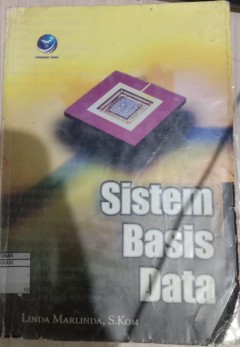 Sistem
Basis
Data
LINDA MARLINDA, S.KOM